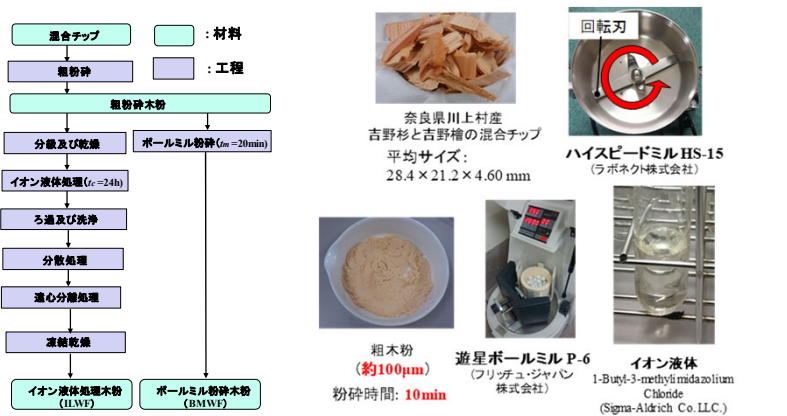 混合チップ
：材料
粗粉砕
：工程
粗粉砕木粉
分級及び乾燥
ボールミル粉砕(tm =20min)
イオン液体処理(tc =24h)
ろ過及び洗浄
分散処理
遠心分離処理
凍結乾燥
イオン液体処理木粉
(ILWF)
ボールミル粉砕木粉
(BMWF)
奈良県川上村産
吉野杉と吉野檜の混合チップ
平均サイズ：
28.4×21.2×4.60 mm
回転刃
ハイスピードミル HS-15
(ラボネクト株式会社)
粗木粉
(約100μm)
粉砕時間: 10min
遊星ボールミル P-6
(フリッチュ・ジャパン
株式会社)
イオン液体
1-Butyl-3-methylimidazolium
Chloride
(Sigma-Aldrich Co.LLC.)